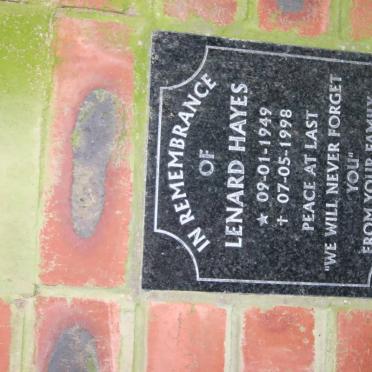 IN REMEMBRANCE
OF
LENARD HAYES
★ 09-01-1949
✝ 07-05-1998
PEACE AT LAST
"WE WILL NEVER FORGET
YOU"
FROM YOUR FAMILY